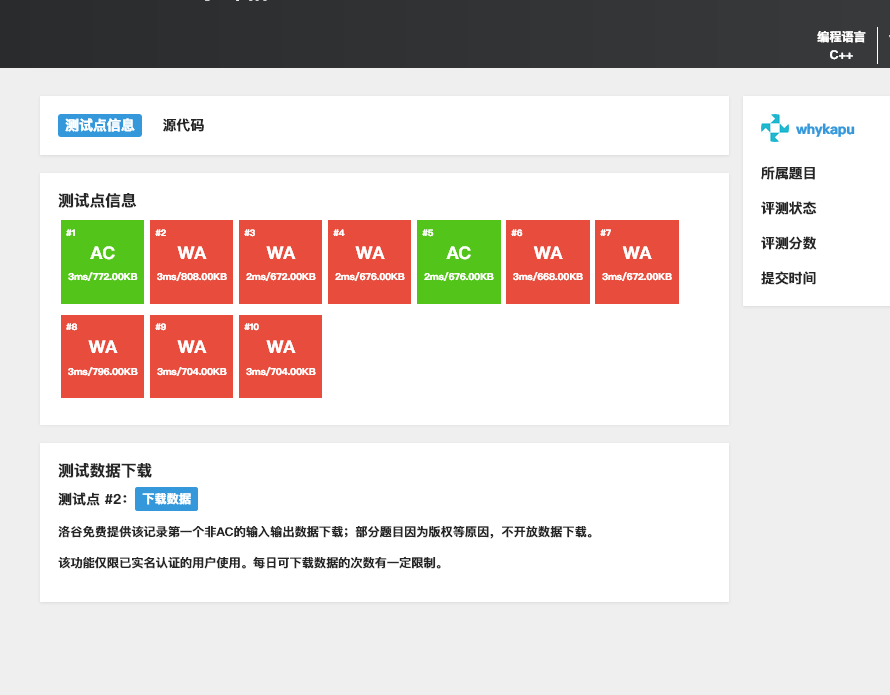 编程语言
C++
测试点信息 源代码
whykapu
所属题目
评测状态
评测分数
提交时间
测试点信息
#1 #2 #3 #4 #5 #6 #7
AC WA WA WA AC WA WA
3ms/772.00KB 3ms/808.00KB 2ms/672.00KB 2ms/676.00KB 2ms/676.00KB 3ms/668.00KB 3ms/672.00KB
#8 #9 #10
WA WA WA
3ms/796.00KB 3ms/704.00KB 3ms/704.00KB
测试数据下载
测试点 #2: 下载数据
洛谷免费提供该记录第一个非AC的输入输出数据下载；部分题目因为版权等原因，不开放数据下载。
该功能仅限已实名认证的用户使用。每日可下载数据的次数有一定限制。